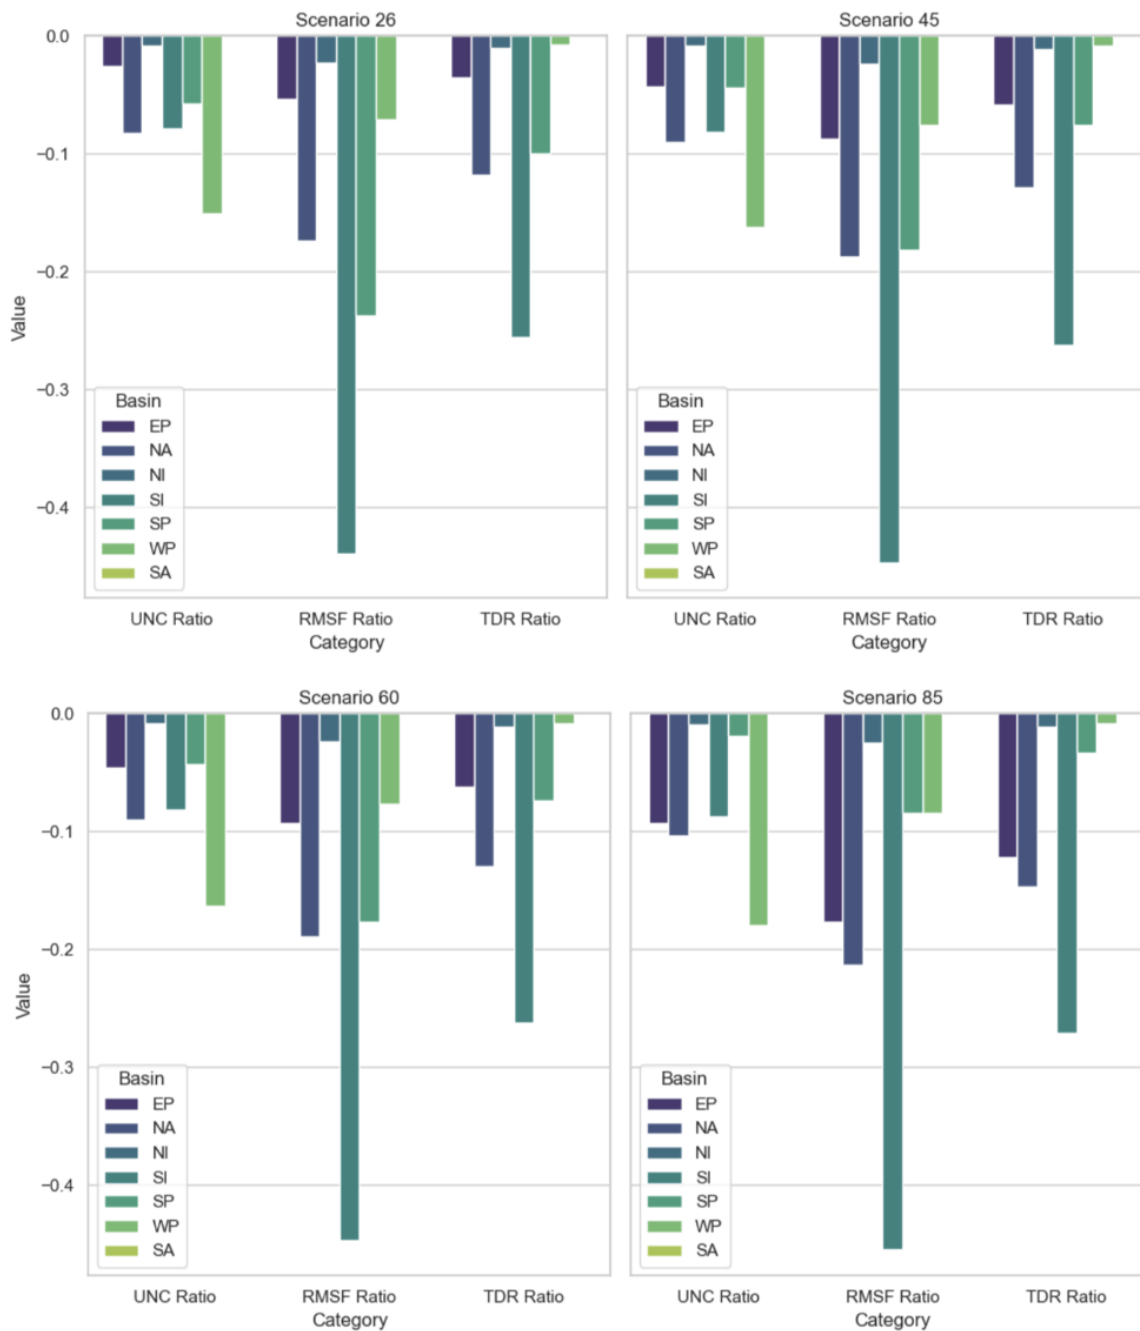 Scenario 26
0.0
−0.1
−0.2
−0.3
−0.4
Value
Basin
EP
NA
NI
SI
SP
WP
SA
UNC Ratio
RMSF Ratio
TDR Ratio
Category
Scenario 45
Basin
EP
NA
NI
SI
SP
WP
SA
UNC Ratio
RMSF Ratio
TDR Ratio
Category
Scenario 60
0.0
−0.1
−0.2
−0.3
−0.4
Value
Basin
EP
NA
NI
SI
SP
WP
SA
UNC Ratio
RMSF Ratio
TDR Ratio
Category
Scenario 85
Basin
EP
NA
NI
SI
SP
WP
SA
UNC Ratio
RMSF Ratio
TDR Ratio
Category